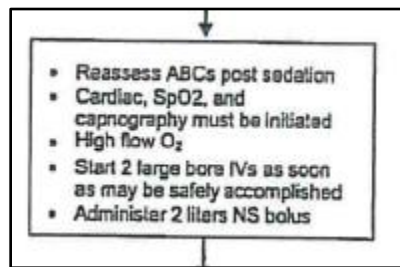 • Reassess ABCs post sedation
• Cardiac, SpO2, and
capnography must be initiated
• High flow O₂
• Start 2 large bore IVs as soon
as may be safely accomplished
• Administer 2 liters NS bolus